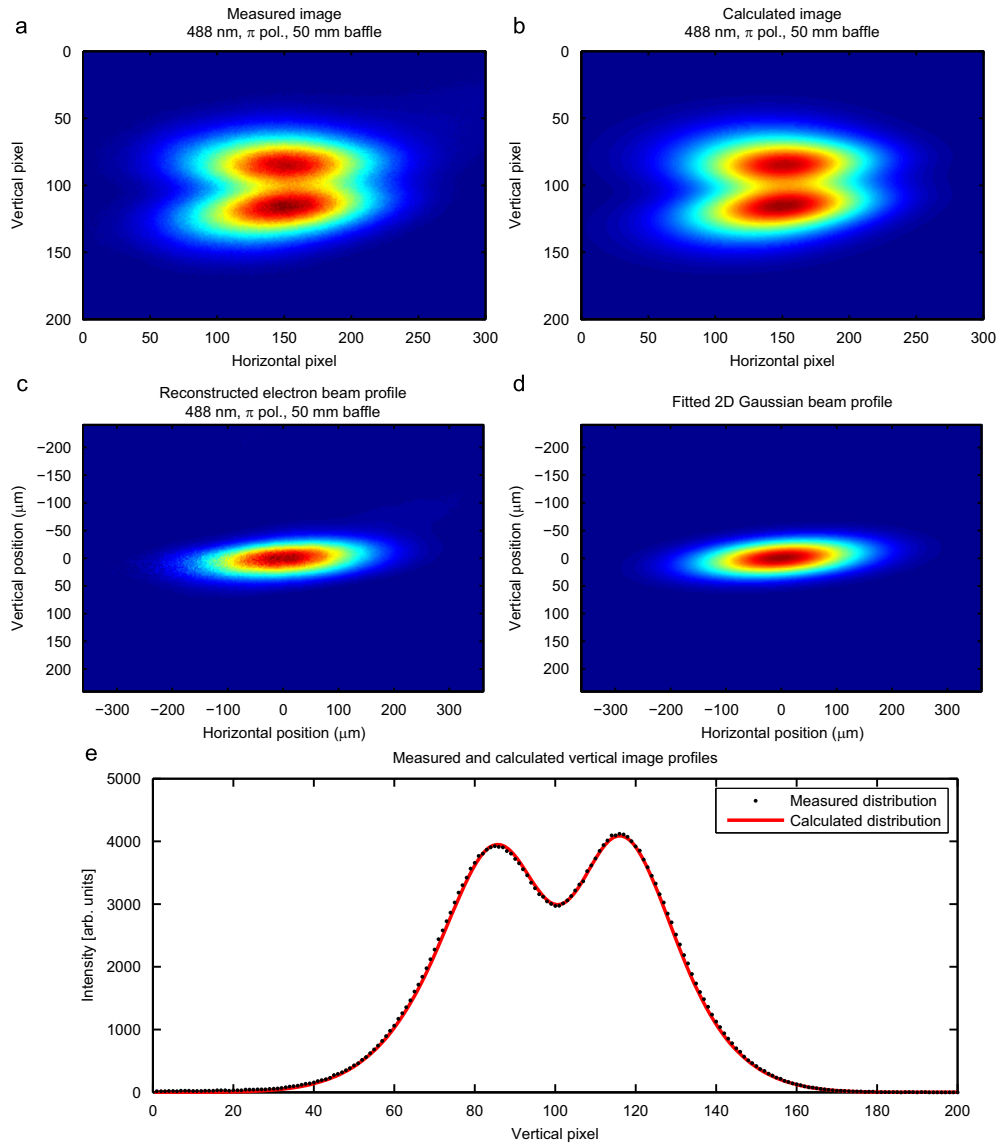 a
Measured image
488 nm, π pol., 50 mm baffle
0
50
100
150
200
Vertical pixel
0 50 100 150 200 250 300
Horizontal pixel
b
Calculated image
488 nm, π pol., 50 mm baffle
0
50
100
150
200
Vertical pixel
0 50 100 150 200 250 300
Horizontal pixel
c
Reconstructed electron beam profile
488 nm, π pol., 50 mm baffle
−200
−150
−100
−50
0
50
100
150
200
Vertical position (μm)
−300 −200 −100 0 100 200 300
Horizontal position (μm)
d
Fitted 2D Gaussian beam profile
−200
−150
−100
−50
0
50
100
150
200
Vertical position (μm)
−300 −200 −100 0 100 200 300
Horizontal position (μm)
e
Measured and calculated vertical image profiles
5000
4000
3000
2000
1000
0
Intensity [arb. units]
Measured distribution
Calculated distribution
0 20 40 60 80 100 120 140 160 180 200
Vertical pixel